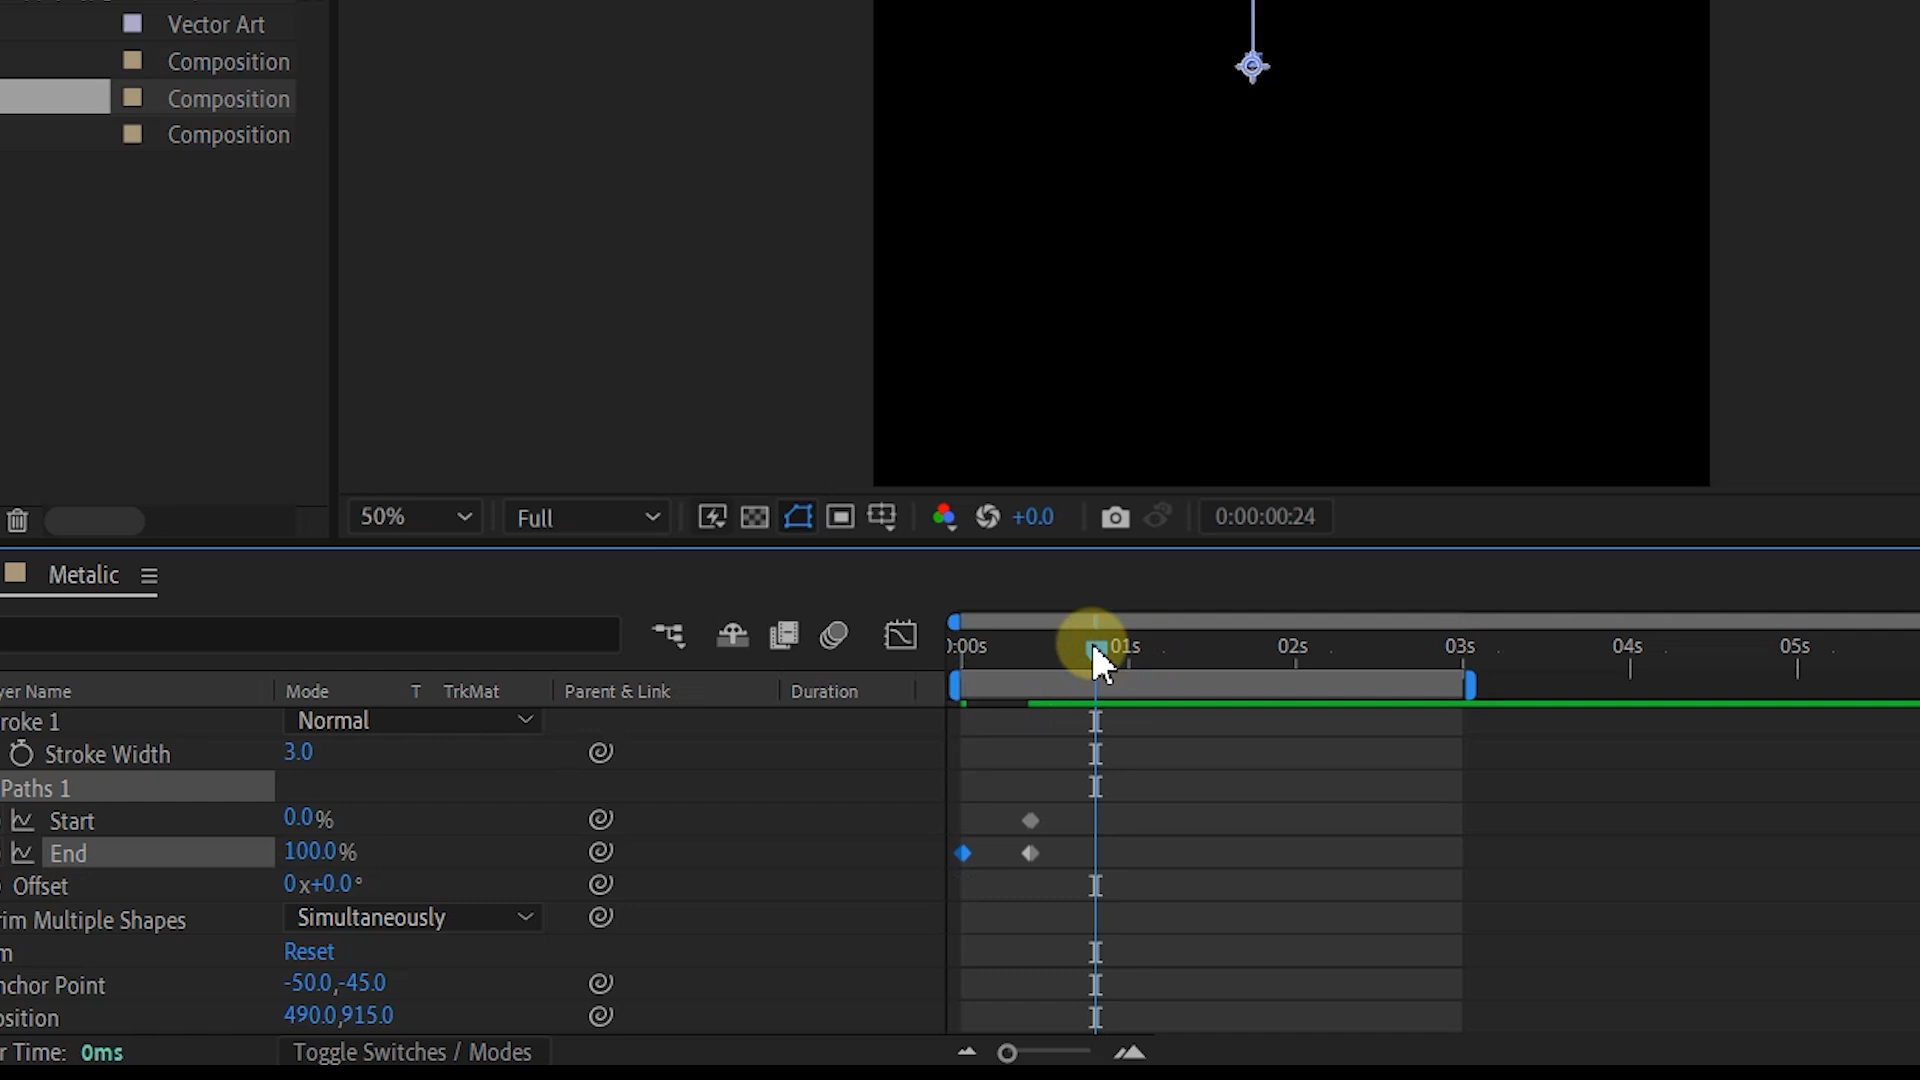 Vector Art
Composition
Composition
Composition
50%
Full
+0.0
0:00:00:24
Metalic
):00s
01s
02s
03s
04s
05s
yer Name
Mode
T
TrkMat
Parent & Link
Duration
roke 1
Normal
Stroke Width
3.0
Paths 1
Start
0.0%
End
100.0%
Offset
0x+0.0°
rim Multiple Shapes
Simultaneously
m
Reset
nchor Point
-50.0,-45.0
osition
490.0,915.0
r Time: 0ms
Toggle Switches / Modes